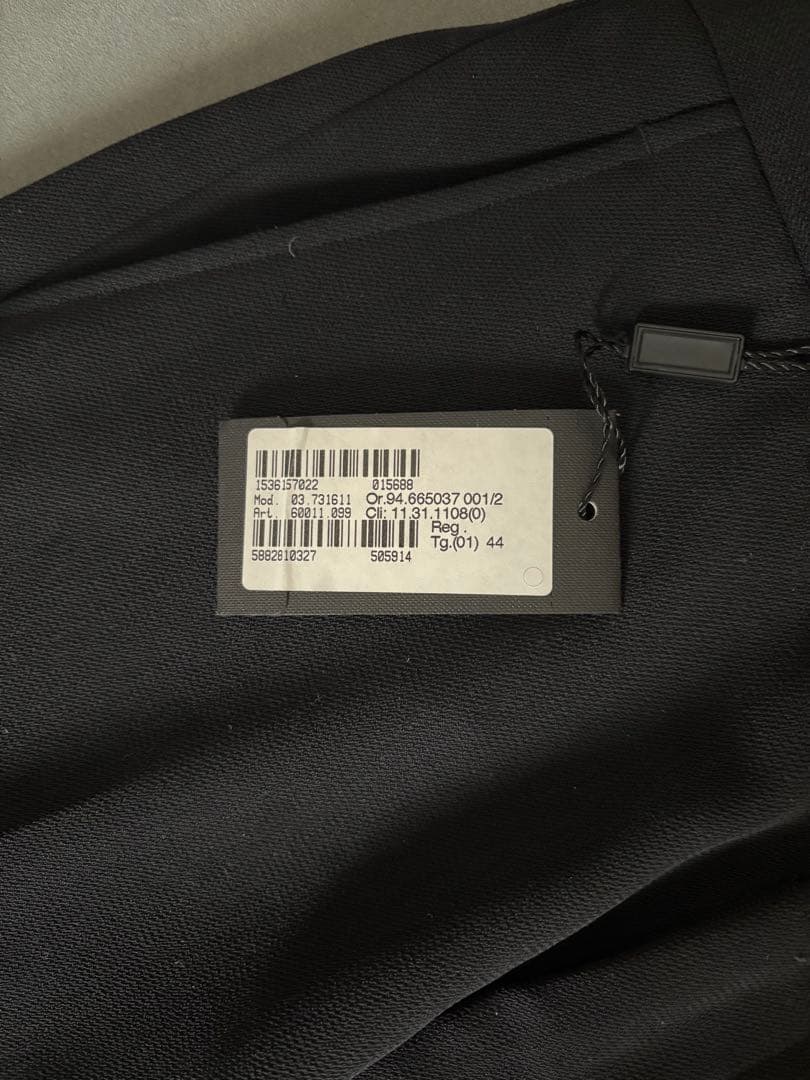 1536157022 015688
Mod. 03.731611 Or.94.665037 001/2
Art. 60011.099 Cli: 11.31.1108(0)
Reg .
Tg.(01) 44
5882810327 505914